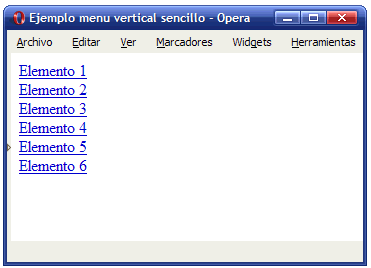 Ejemplo menu vertical sencillo - Opera
Archivo Editar Ver Marcadores Widgets Herramientas
Elemento 1
Elemento 2
Elemento 3
Elemento 4
Elemento 5
Elemento 6